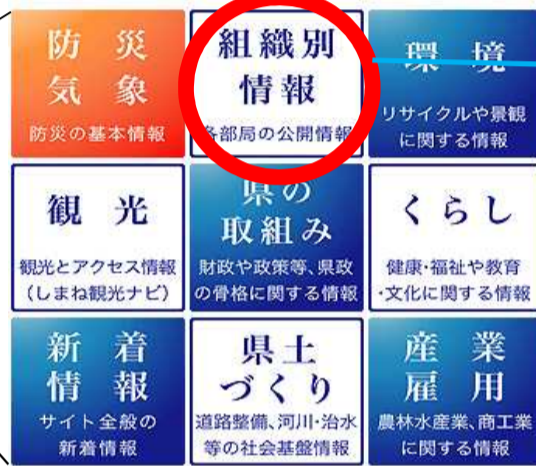 防災
気象
防災の基本情報
組織別
情報
各部局の公開情報
環境
リサイクルや景観
に関する情報
観光
観光とアクセス情報
(しまね観光ナビ)
県の
取組み
財政や政策等、県政
の骨格に関する情報
くらし
健康・福祉や教育
・文化に関する情報
新着
情報
サイト全般の
新着情報
県土
づくり
道路整備、河川・治水
等の社会基盤情報
産業
雇用
農林水産業、商工業
に関する情報